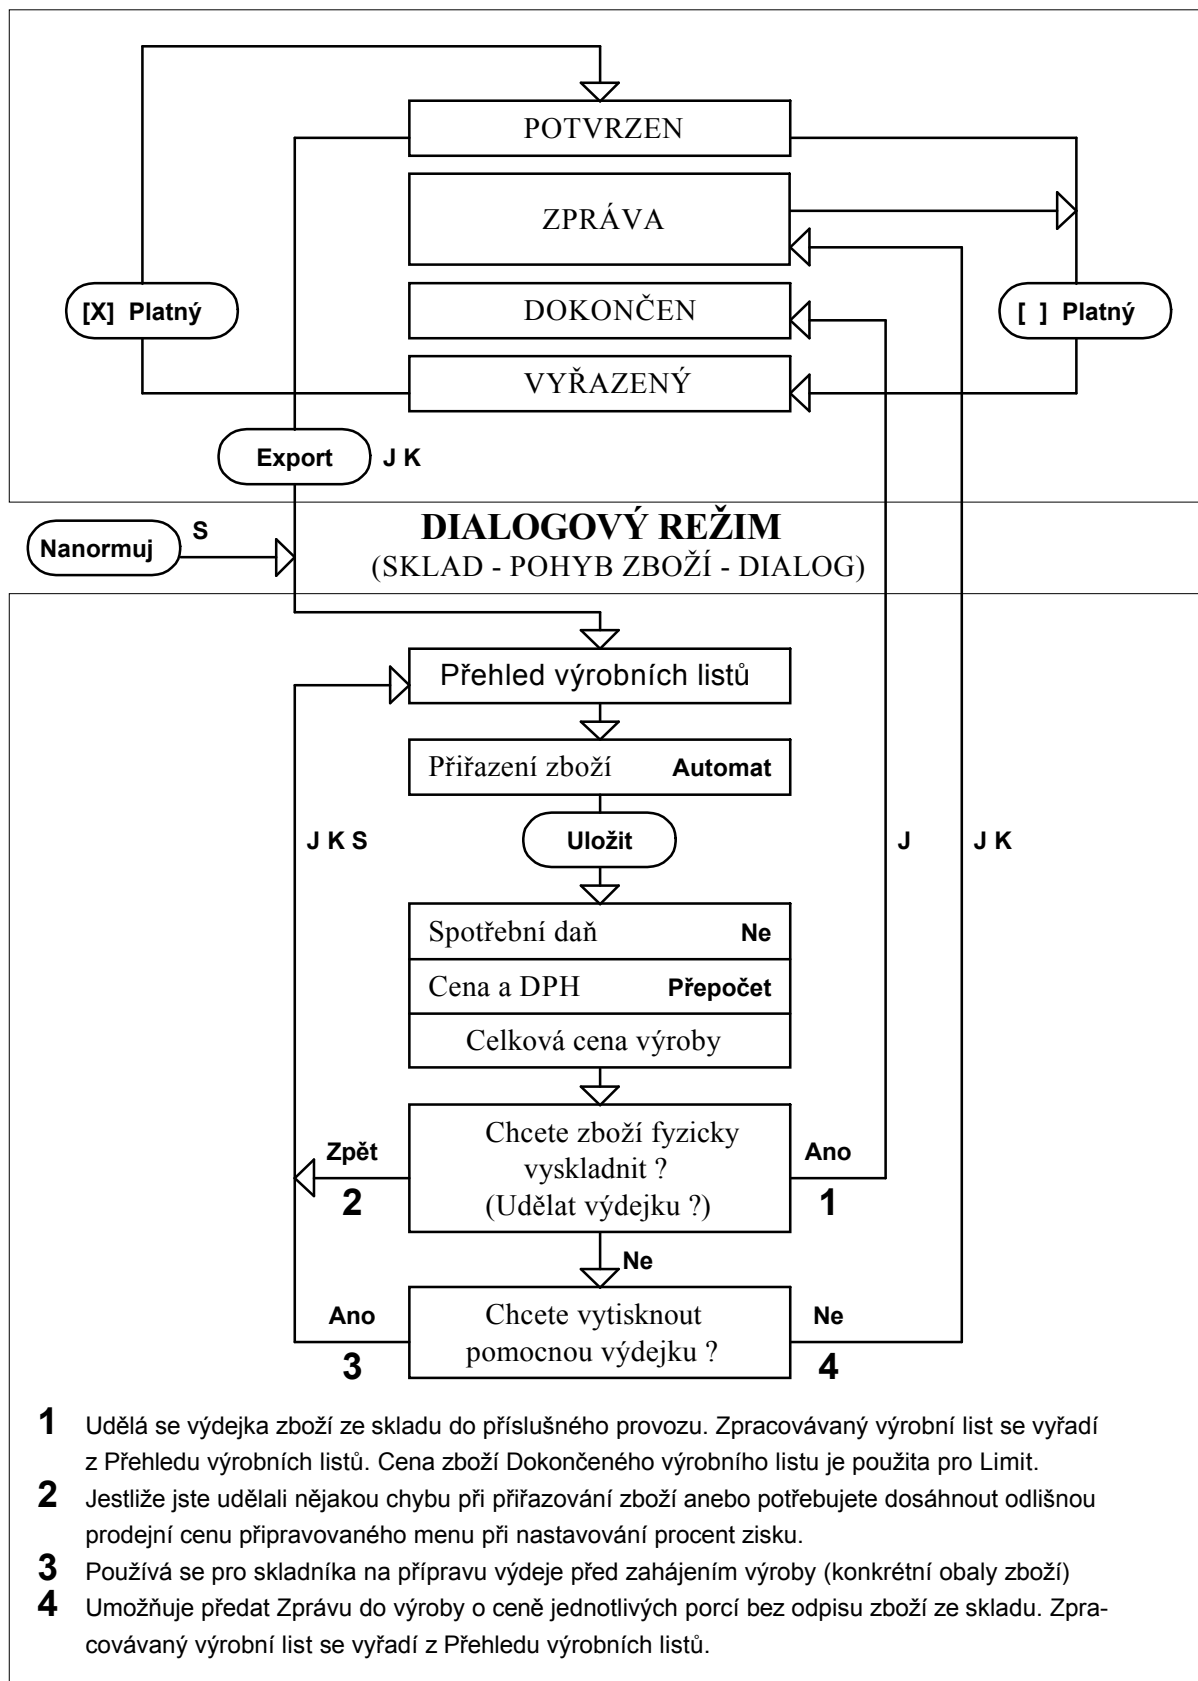 POTVRZEN
ZPRÁVA
[X] Platný
DOKONČEN
[ ] Platný
VYŘAZENÝ
Export
J K
Nanormuj
S
DIALOGOVÝ REŽIM
(SKLAD - POHYB ZBOŽÍ - DIALOG)
Přehled výrobních listů
Přiřazení zboží Automat
J K S
Uložit
J
J K
Spotřební daň Ne
Cena a DPH Přepočet
Celková cena výroby
Chcete zboží fyzicky
vyskladnit ?
(Udělat výdejku ?)
Zpět
2
Ano
1
Ne
Chcete vytisknout
pomocnou výdejku ?
Ano
3
Ne
4
1 Udělá se výdejka zboží ze skladu do příslušného provozu. Zpracovávaný výrobní list se vyřadí
z Přehledu výrobních listů. Cena zboží Dokončeného výrobního listu je použita pro Limit.
2 Jestliže jste udělali nějakou chybu při přiřazování zboží anebo potřebujete dosáhnout odlišnou
prodejní cenu připravovaného menu při nastavování procent zisku.
3 Používá se pro skladníka na přípravu výdeje před zahájením výroby (konkrétní obaly zboží)
4 Umožňuje předat Zprávu do výroby o ceně jednotlivých porcí bez odpisu zboží ze skladu. Zpra-
covávaný výrobní list se vyřadí z Přehledu výrobních listů.